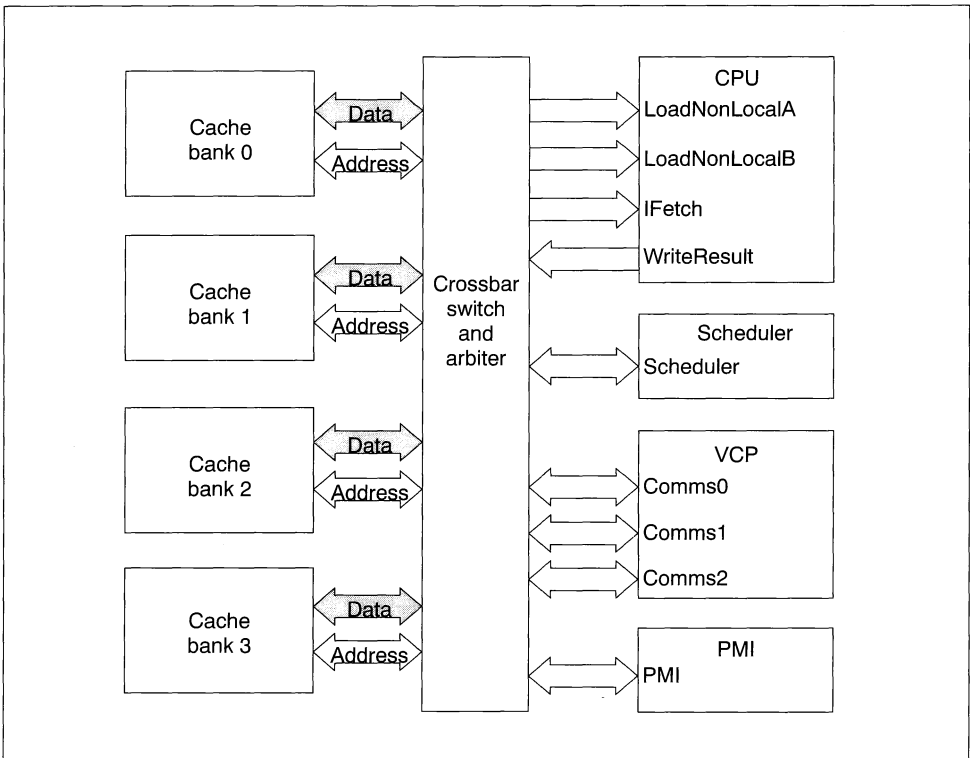 Cache
bank 0
Data
Address
Cache
bank 1
Data
Address
Cache
bank 2
Data
Address
Cache
bank 3
Data
Address
Crossbar
switch
and
arbiter
CPU
LoadNonLocalA
LoadNonLocalB
IFetch
WriteResult
Scheduler
Scheduler
VCP
Comms0
Comms1
Comms2
PMI
PMI